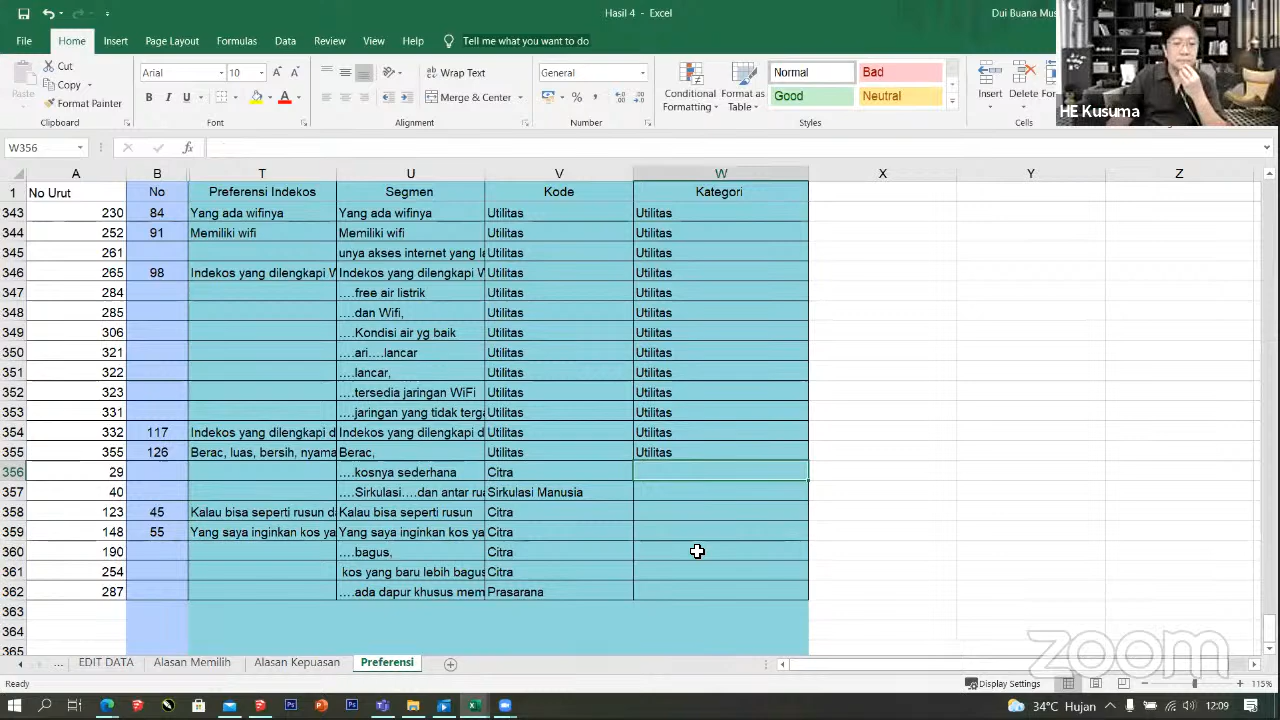 Hasil 4 - Excel
Dui Buana Mus
File Home Insert Page Layout Formulas Data Review View Help Tell me what you want to do
Cut
Copy
Format Painter
Paste
Clipboard
Arial 10
B I U
Font
Wrap Text
Merge & Center
Alignment
General
Number
Conditional Formatting
Format as Table
Normal Bad
Good Neutral
Styles
Insert Delete
Cells
HE Kusuma
W356
fx
A B T U V W X Y Z
1 No Urut No Preferensi Indekos Segmen Kode Kategori
343 230 84 Yang ada wifinya Yang ada wifinya Utilitas Utilitas
344 252 91 Memiliki wifi Memiliki wifi Utilitas Utilitas
345 261 unya akses internet yang la Utilitas Utilitas
346 265 98 Indekos yang dilengkapi W Indekos yang dilengkapi W Utilitas Utilitas
347 284 ….free air listrik Utilitas Utilitas
348 285 ….dan Wifi, Utilitas Utilitas
349 306 ….Kondisi air yg baik Utilitas Utilitas
350 321 ….ari….lancar Utilitas Utilitas
351 322 ….lancar, Utilitas Utilitas
352 323 ….tersedia jaringan WiFi Utilitas Utilitas
353 331 ….jaringan yang tidak terga Utilitas Utilitas
354 332 117 Indekos yang dilengkapi d Indekos yang dilengkapi d Utilitas Utilitas
355 355 126 Berac, luas, bersih, nyama Berac, Utilitas Utilitas
356 29 ….kosnya sederhana Citra
357 40 ….Sirkulasi….dan antar rua Sirkulasi Manusia
358 123 45 Kalau bisa seperti rusun da Kalau bisa seperti rusun Citra
359 148 55 Yang saya inginkan kos ya Yang saya inginkan kos ya Citra
360 190 ….bagus, Citra
361 254 kos yang baru lebih bagus Citra
362 287 ….ada dapur khusus mem Prasarana
363
364
365
zoom
... EDIT DATA Alasan Memilih Alasan Kepuasan Preferensi
Ready
Display Settings
115%
34°C Hujan
12:09